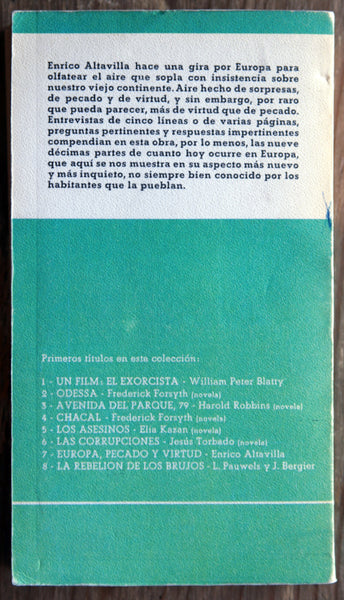 Enrico Altavilla hace una gira por Europa para
olfatear el aire que sopla con insistencia sobre
nuestro viejo continente. Aire hecho de sorpresas,
de pecado y de virtud, y sin embargo, por raro
que pueda parecer, más de virtud que de pecado.
Entrevistas de cinco líneas o de varias páginas,
preguntas pertinentes y respuestas impertinentes
compendian en esta obra, por lo menos, las nueve
décimas partes de cuanto hoy ocurre en Europa,
que aquí se nos muestra en su aspecto más nuevo
y más inquieto, no siempre bien conocido por los
habitantes que la pueblan.
Primeros títulos en esta colección:
1 - UN FILM: EL EXORCISTA - William Peter Blatty
2 - ODESSA - Frederick Forsyth (novela)
3 - AVENIDA DEL PARQUE, 79 - Harold Robbins (novela)
4 - CHACAL - Frederick Forsyth (novela)
5 - LOS ASESINOS - Elia Kazan (novela)
6 - LAS CORRUPCIONES - Jesús Torbado (novela)
7 - EUROPA, PECADO Y VIRTUD - Enrico Altavilla
8 - LA REBELION DE LOS BRUJOS - L. Pauwels y J. Bergier